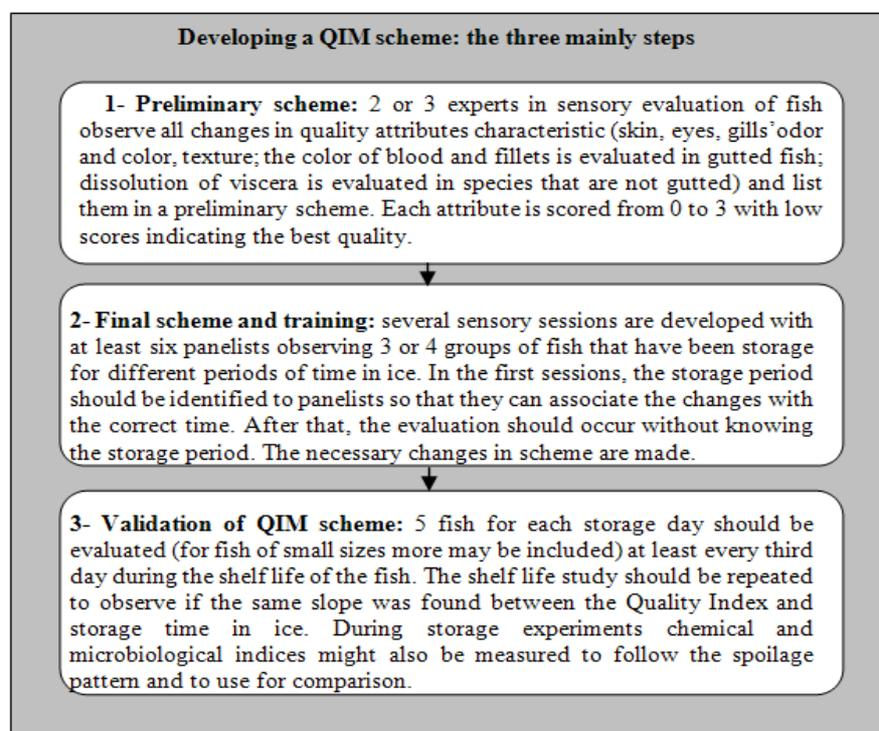 Developing a QIM scheme: the three mainly steps
1- Preliminary scheme: 2 or 3 experts in sensory evaluation of fish
observe all changes in quality attributes characteristic (skin, eyes, gills'odor
and color, texture; the color of blood and fillets is evaluated in gutted fish;
dissolution of viscera is evaluated in species that are not gutted) and list
them in a preliminary scheme. Each attribute is scored from 0 to 3 with low
scores indicating the best quality.
2- Final scheme and training: several sensory sessions are developed with
at least six panelists observing 3 or 4 groups of fish that have been storage
for different periods of time in ice. In the first sessions, the storage period
should be identified to panelists so that they can associate the changes with
the correct time. After that, the evaluation should occur without knowing
the storage period. The necessary changes in scheme are made.
3- Validation of QIM scheme: 5 fish for each storage day should be
evaluated (for fish of small sizes more may be included) at least every third
day during the shelf life of the fish. The shelf life study should be repeated
to observe if the same slope was found between the Quality Index and
storage time in ice. During storage experiments chemical and
microbiological indices might also be measured to follow the spoilage
pattern and to use for comparison.